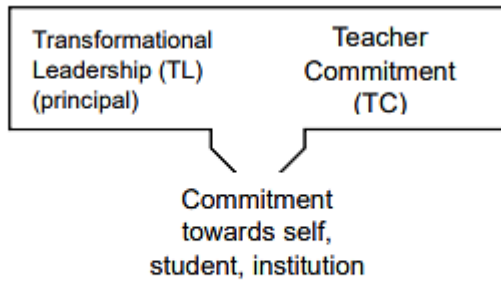 Transformational
Leadership (TL)
(principal)
Teacher
Commitment
(TC)
Commitment
towards self,
student, institution